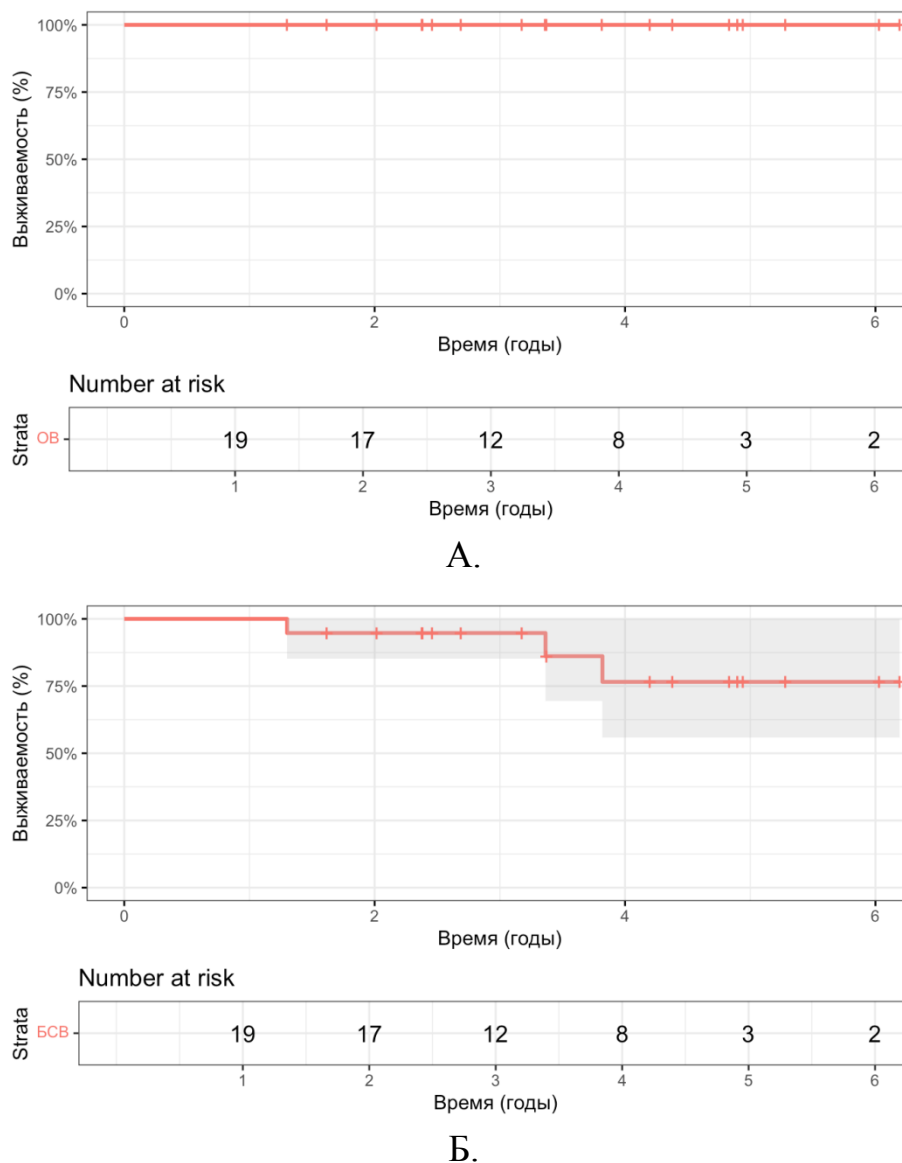 100%
75%
50%
25%
0%
Выживаемость (%)
0 2 4 6
Время (годы)
Number at risk
Strata
ОВ
19 17 12 8 3 2
1 2 3 4 5 6
Время (годы)
А.
100%
75%
50%
25%
0%
Выживаемость (%)
0 2 4 6
Время (годы)
Number at risk
Strata
БСВ
19 17 12 8 3 2
1 2 3 4 5 6
Время (годы)
Б.